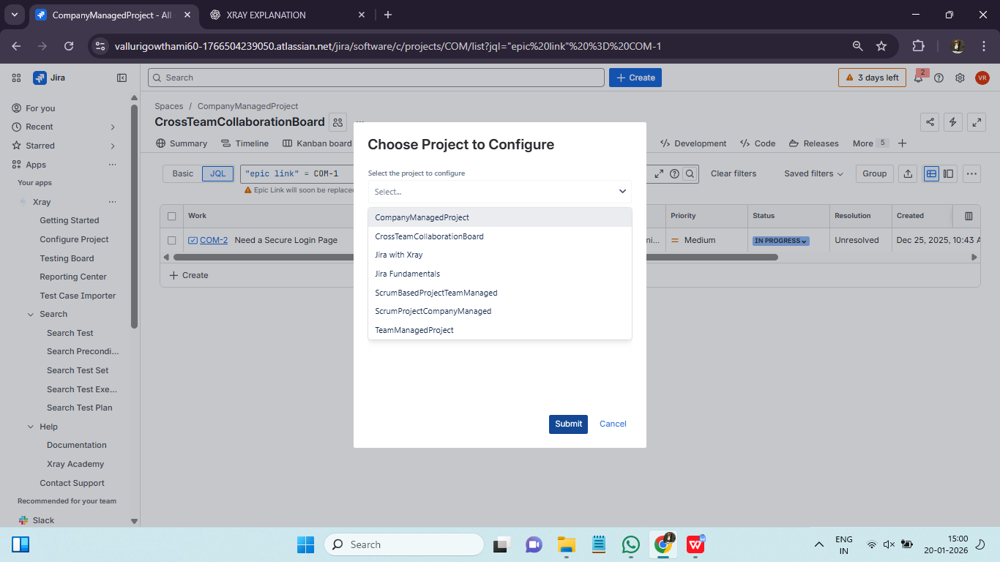 CompanyManagedProject - All
XRAY EXPLANATION
vallurigowthami60-1766504239050.atlassian.net/jira/software/c/projects/COM/list?jql="epic%20link"%20%3D%20COM-1
Jira
Search
Create
3 days left
2
VR
For you
Recent
Starred
Apps
Your apps
Xray
Getting Started
Configure Project
Testing Board
Reporting Center
Test Case Importer
Search
Search Test
Search Precondi...
Search Test Set
Search Test Exe...
Search Test Plan
Help
Documentation
Xray Academy
Contact Support
Recommended for your team
Slack
Spaces / CompanyManagedProject
CrossTeamCollaborationBoard
Summary
Timeline
Kanban board
Development
Code
Releases
More 5
Basic
JQL
"epic link" = COM-1
Clear filters
Saved filters
Group
Epic Link will soon be replaced
Work
Priority
Status
Resolution
Created
COM-2 Need a Secure Login Page
ni...
Medium
IN PROGRESS
Unresolved
Dec 25, 2025, 10:43 A
Create
Choose Project to Configure
Select the project to configure
Select...
CompanyManagedProject
CrossTeamCollaborationBoard
Jira with Xray
Jira Fundamentals
ScrumBasedProjectTeamManaged
ScrumProjectCompanyManaged
TeamManagedProject
Submit
Cancel
Search
ENG
IN
15:00
20-01-2026